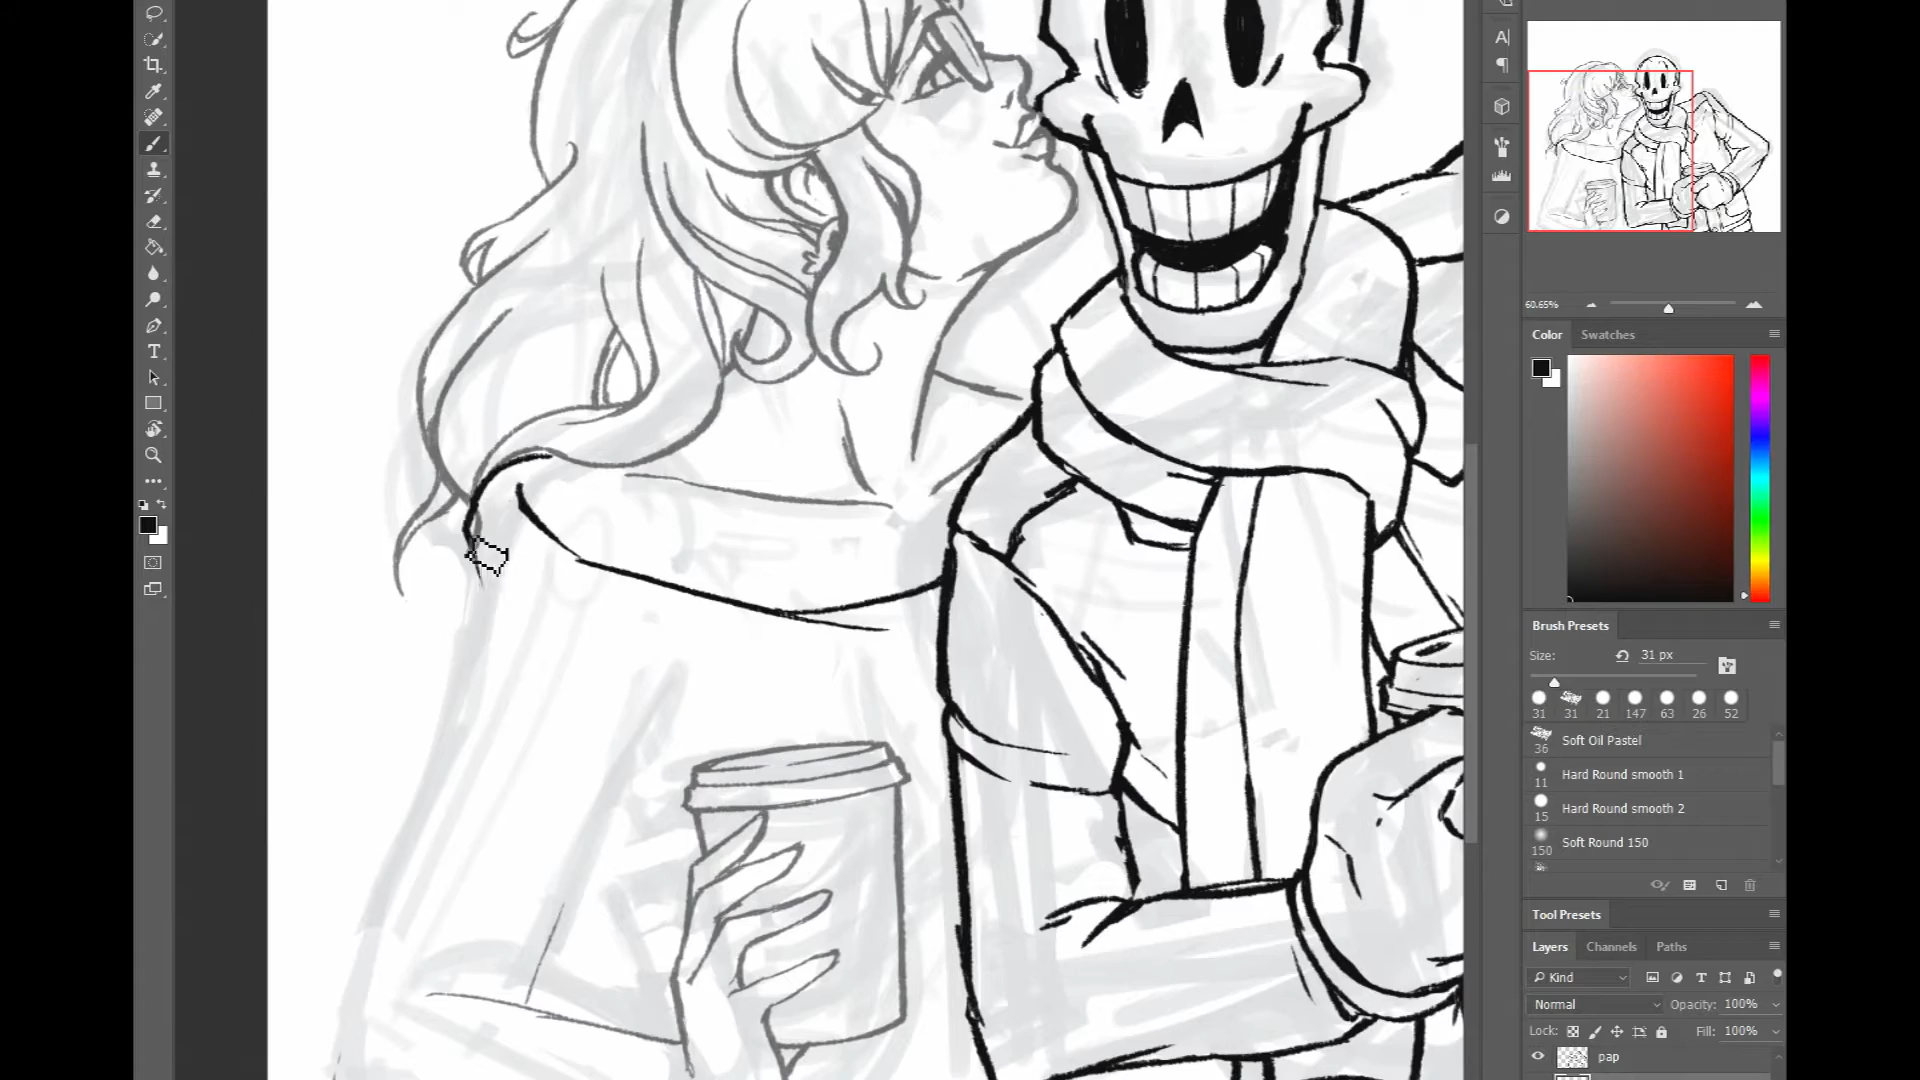 60.65%
Color Swatches
Brush Presets
Size: 31 px
31 31 21 147 63 26 52
36 Soft Oil Pastel
11 Hard Round smooth 1
15 Hard Round smooth 2
150 Soft Round 150
Tool Presets
Layers Channels Paths
Kind
Normal Opacity: 100%
Lock: Fill: 100%
pap